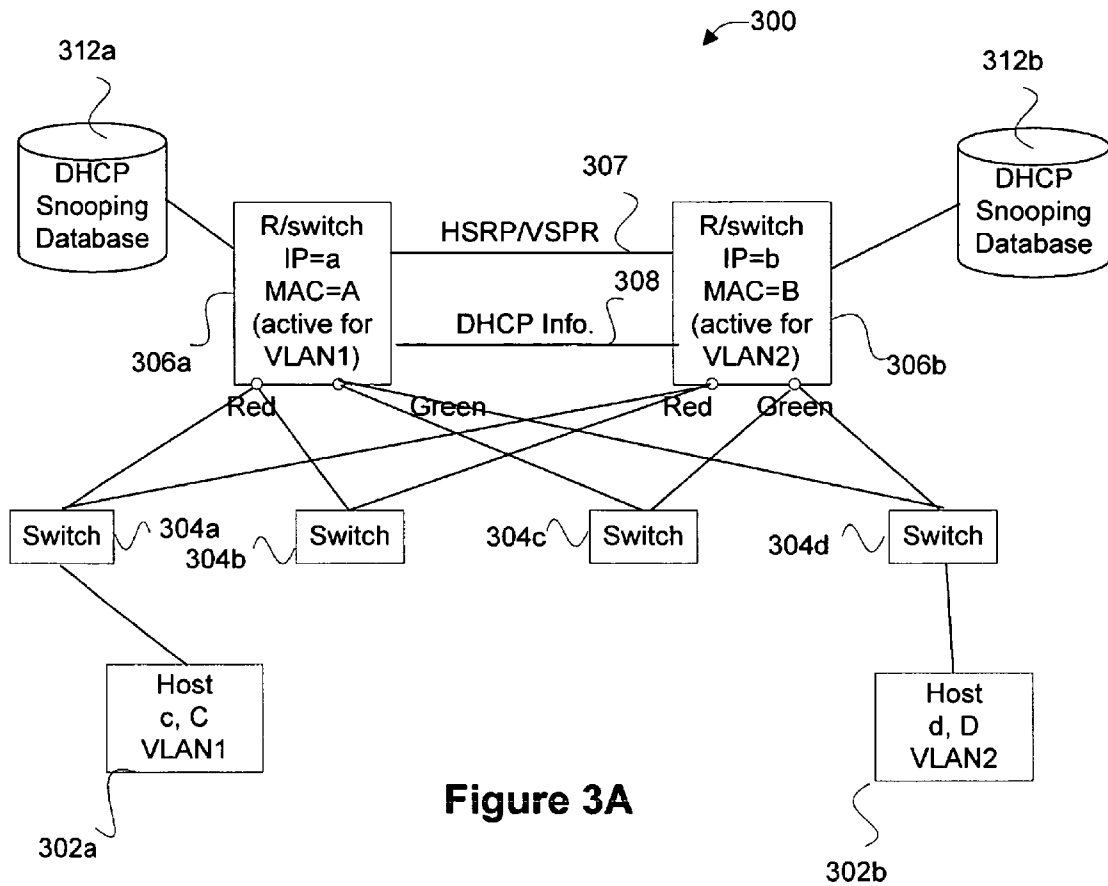 300
312a
312b
DHCP
Snooping
Database
DHCP
Snooping
Database
307
R/switch
IP=a
MAC=A
(active for
VLAN1)
HSRP/VSPR
R/switch
IP=b
MAC=B
(active for
VLAN2)
308
DHCP Info.
306a
306b
Red
Green
Red
Green
Switch
304a
304b
Switch
304c
Switch
304d
Switch
Host
c, C
VLAN1
Host
d, D
VLAN2
Figure 3A
302a
302b